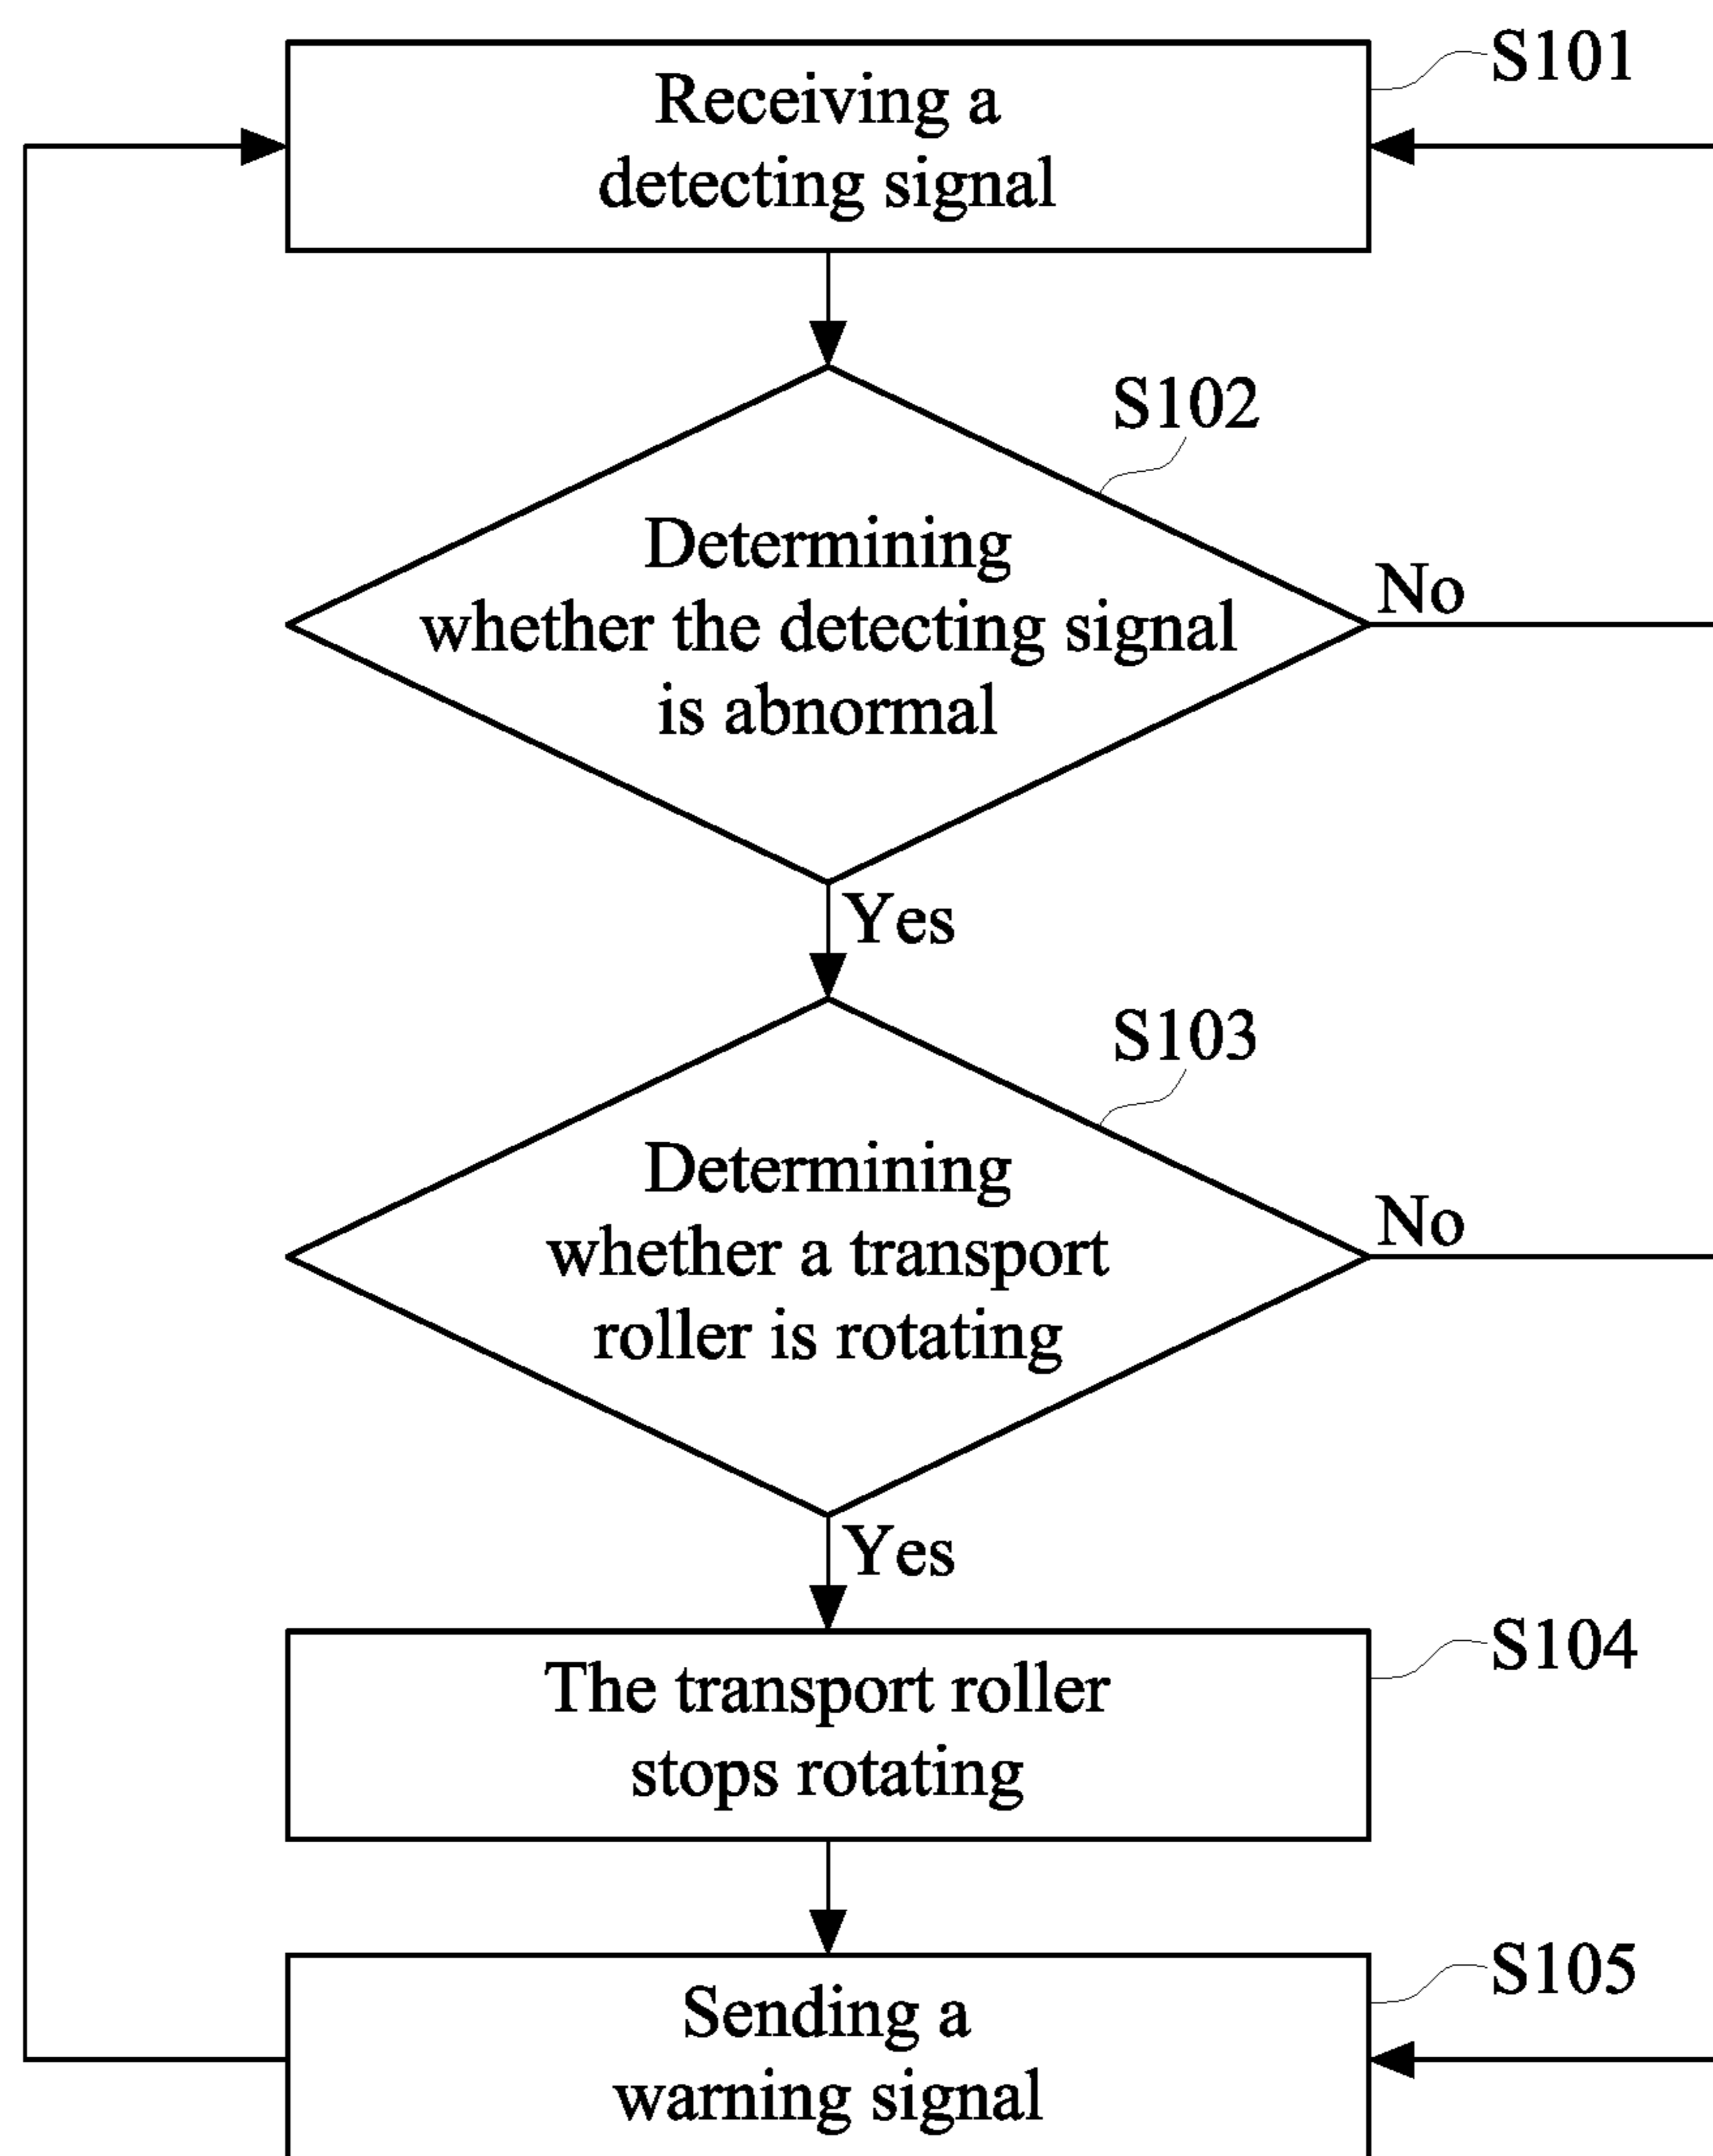 S101
Receiving a
detecting signal
S102
Determining
whether the detecting signal
is abnormal
No
Yes
S103
Determining
whether a transport
roller is rotating
No
Yes
S104
The transport roller
stops rotating
S105
Sending a
warning signal